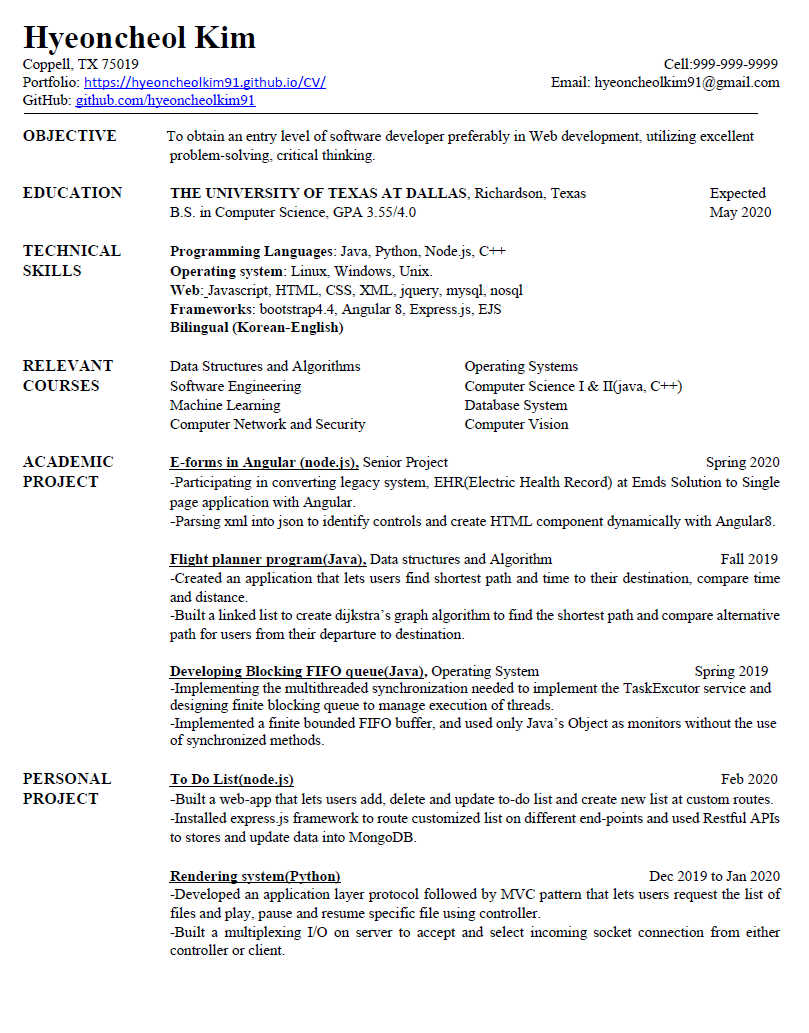 Hyeoncheol Kim
Coppell, TX 75019 Cell:999-999-9999
Portfolio: https://hyeoncheolkim91.github.io/CV/ Email: hyeoncheolkim91@gmail.com
GitHub: github.com/hyeoncheolkim91
OBJECTIVE To obtain an entry level of software developer preferably in Web development, utilizing excellent
problem-solving, critical thinking.
EDUCATION THE UNIVERSITY OF TEXAS AT DALLAS, Richardson, Texas Expected
B.S. in Computer Science, GPA 3.55/4.0 May 2020
TECHNICAL Programming Languages: Java, Python, Node.js, C++
SKILLS Operating system: Linux, Windows, Unix.
Web: Javascript, HTML, CSS, XML, jquery, mysql, nosql
Frameworks: bootstrap4.4, Angular 8, Express.js, EJS
Bilingual (Korean-English)
RELEVANT Data Structures and Algorithms Operating Systems
COURSES Software Engineering Computer Science I & II(java, C++)
Machine Learning Database System
Computer Network and Security Computer Vision
ACADEMIC E-forms in Angular (node.js), Senior Project Spring 2020
PROJECT -Participating in converting legacy system, EHR(Electric Health Record) at Emds Solution to Single
page application with Angular.
-Parsing xml into json to identify controls and create HTML component dynamically with Angular8.
Flight planner program(Java), Data structures and Algorithm Fall 2019
-Created an application that lets users find shortest path and time to their destination, compare time
and distance.
-Built a linked list to create dijkstra's graph algorithm to find the shortest path and compare alternative
path for users from their departure to destination.
Developing Blocking FIFO queue(Java), Operating System Spring 2019
-Implementing the multithreaded synchronization needed to implement the TaskExcutor service and
designing finite blocking queue to manage execution of threads.
-Implemented a finite bounded FIFO buffer, and used only Java's Object as monitors without the use
of synchronized methods.
PERSONAL To Do List(node.js) Feb 2020
PROJECT -Built a web-app that lets users add, delete and update to-do list and create new list at custom routes.
-Installed express.js framework to route customized list on different end-points and used Restful APIs
to stores and update data into MongoDB.
Rendering system(Python) Dec 2019 to Jan 2020
-Developed an application layer protocol followed by MVC pattern that lets users request the list of
files and play, pause and resume specific file using controller.
-Built a multiplexing I/O on server to accept and select incoming socket connection from either
controller or client.